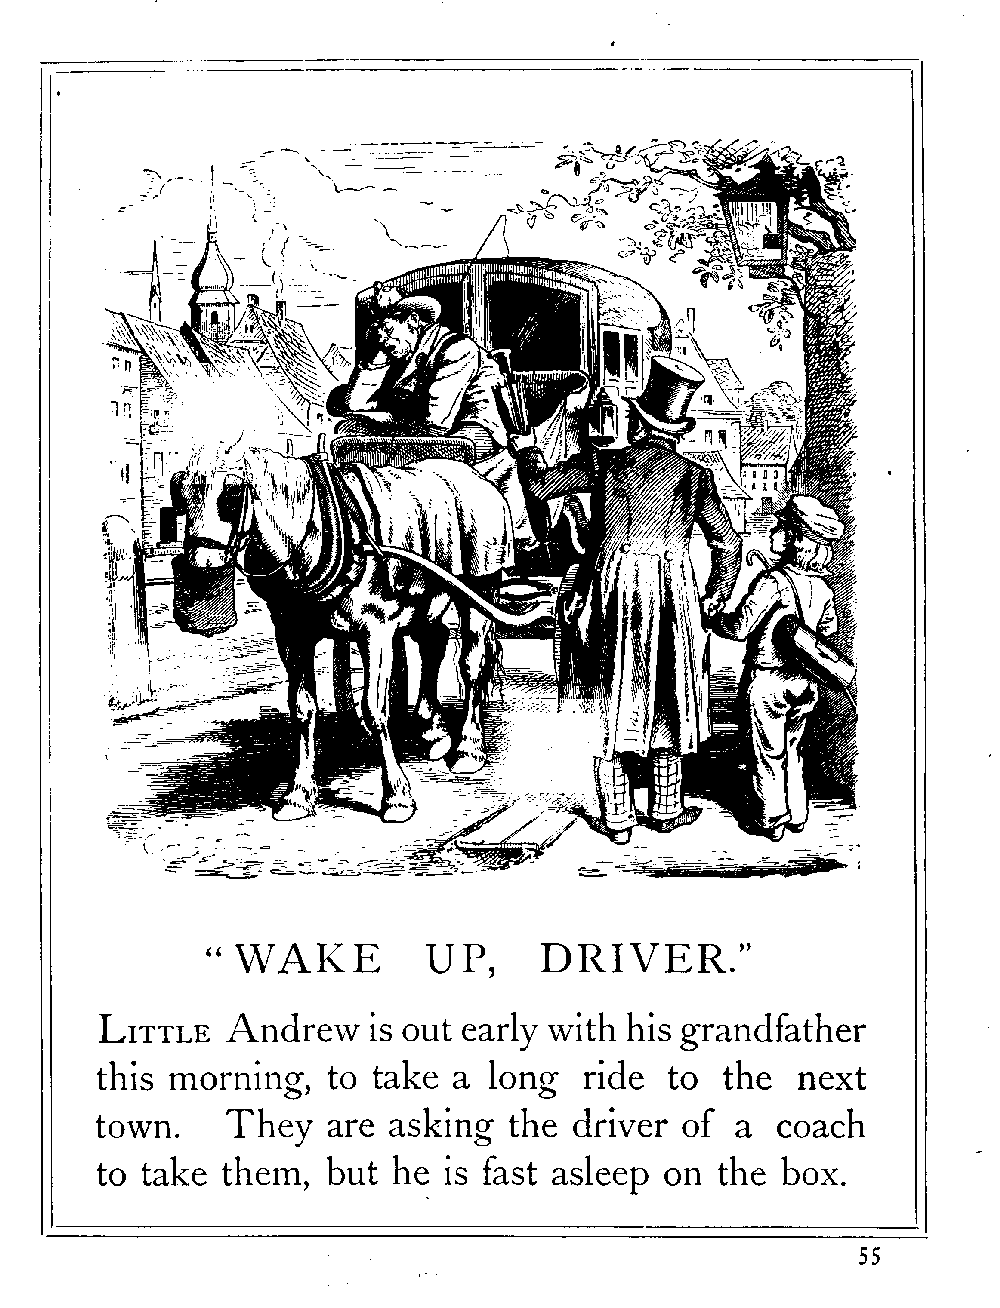 “WAKE UP, DRIVER.”
LITTLE Andrew is out early with his grandfather
this morning, to take a long ride to the next
town. They are asking the driver of a coach
to take them, but he is fast asleep on the box.
55